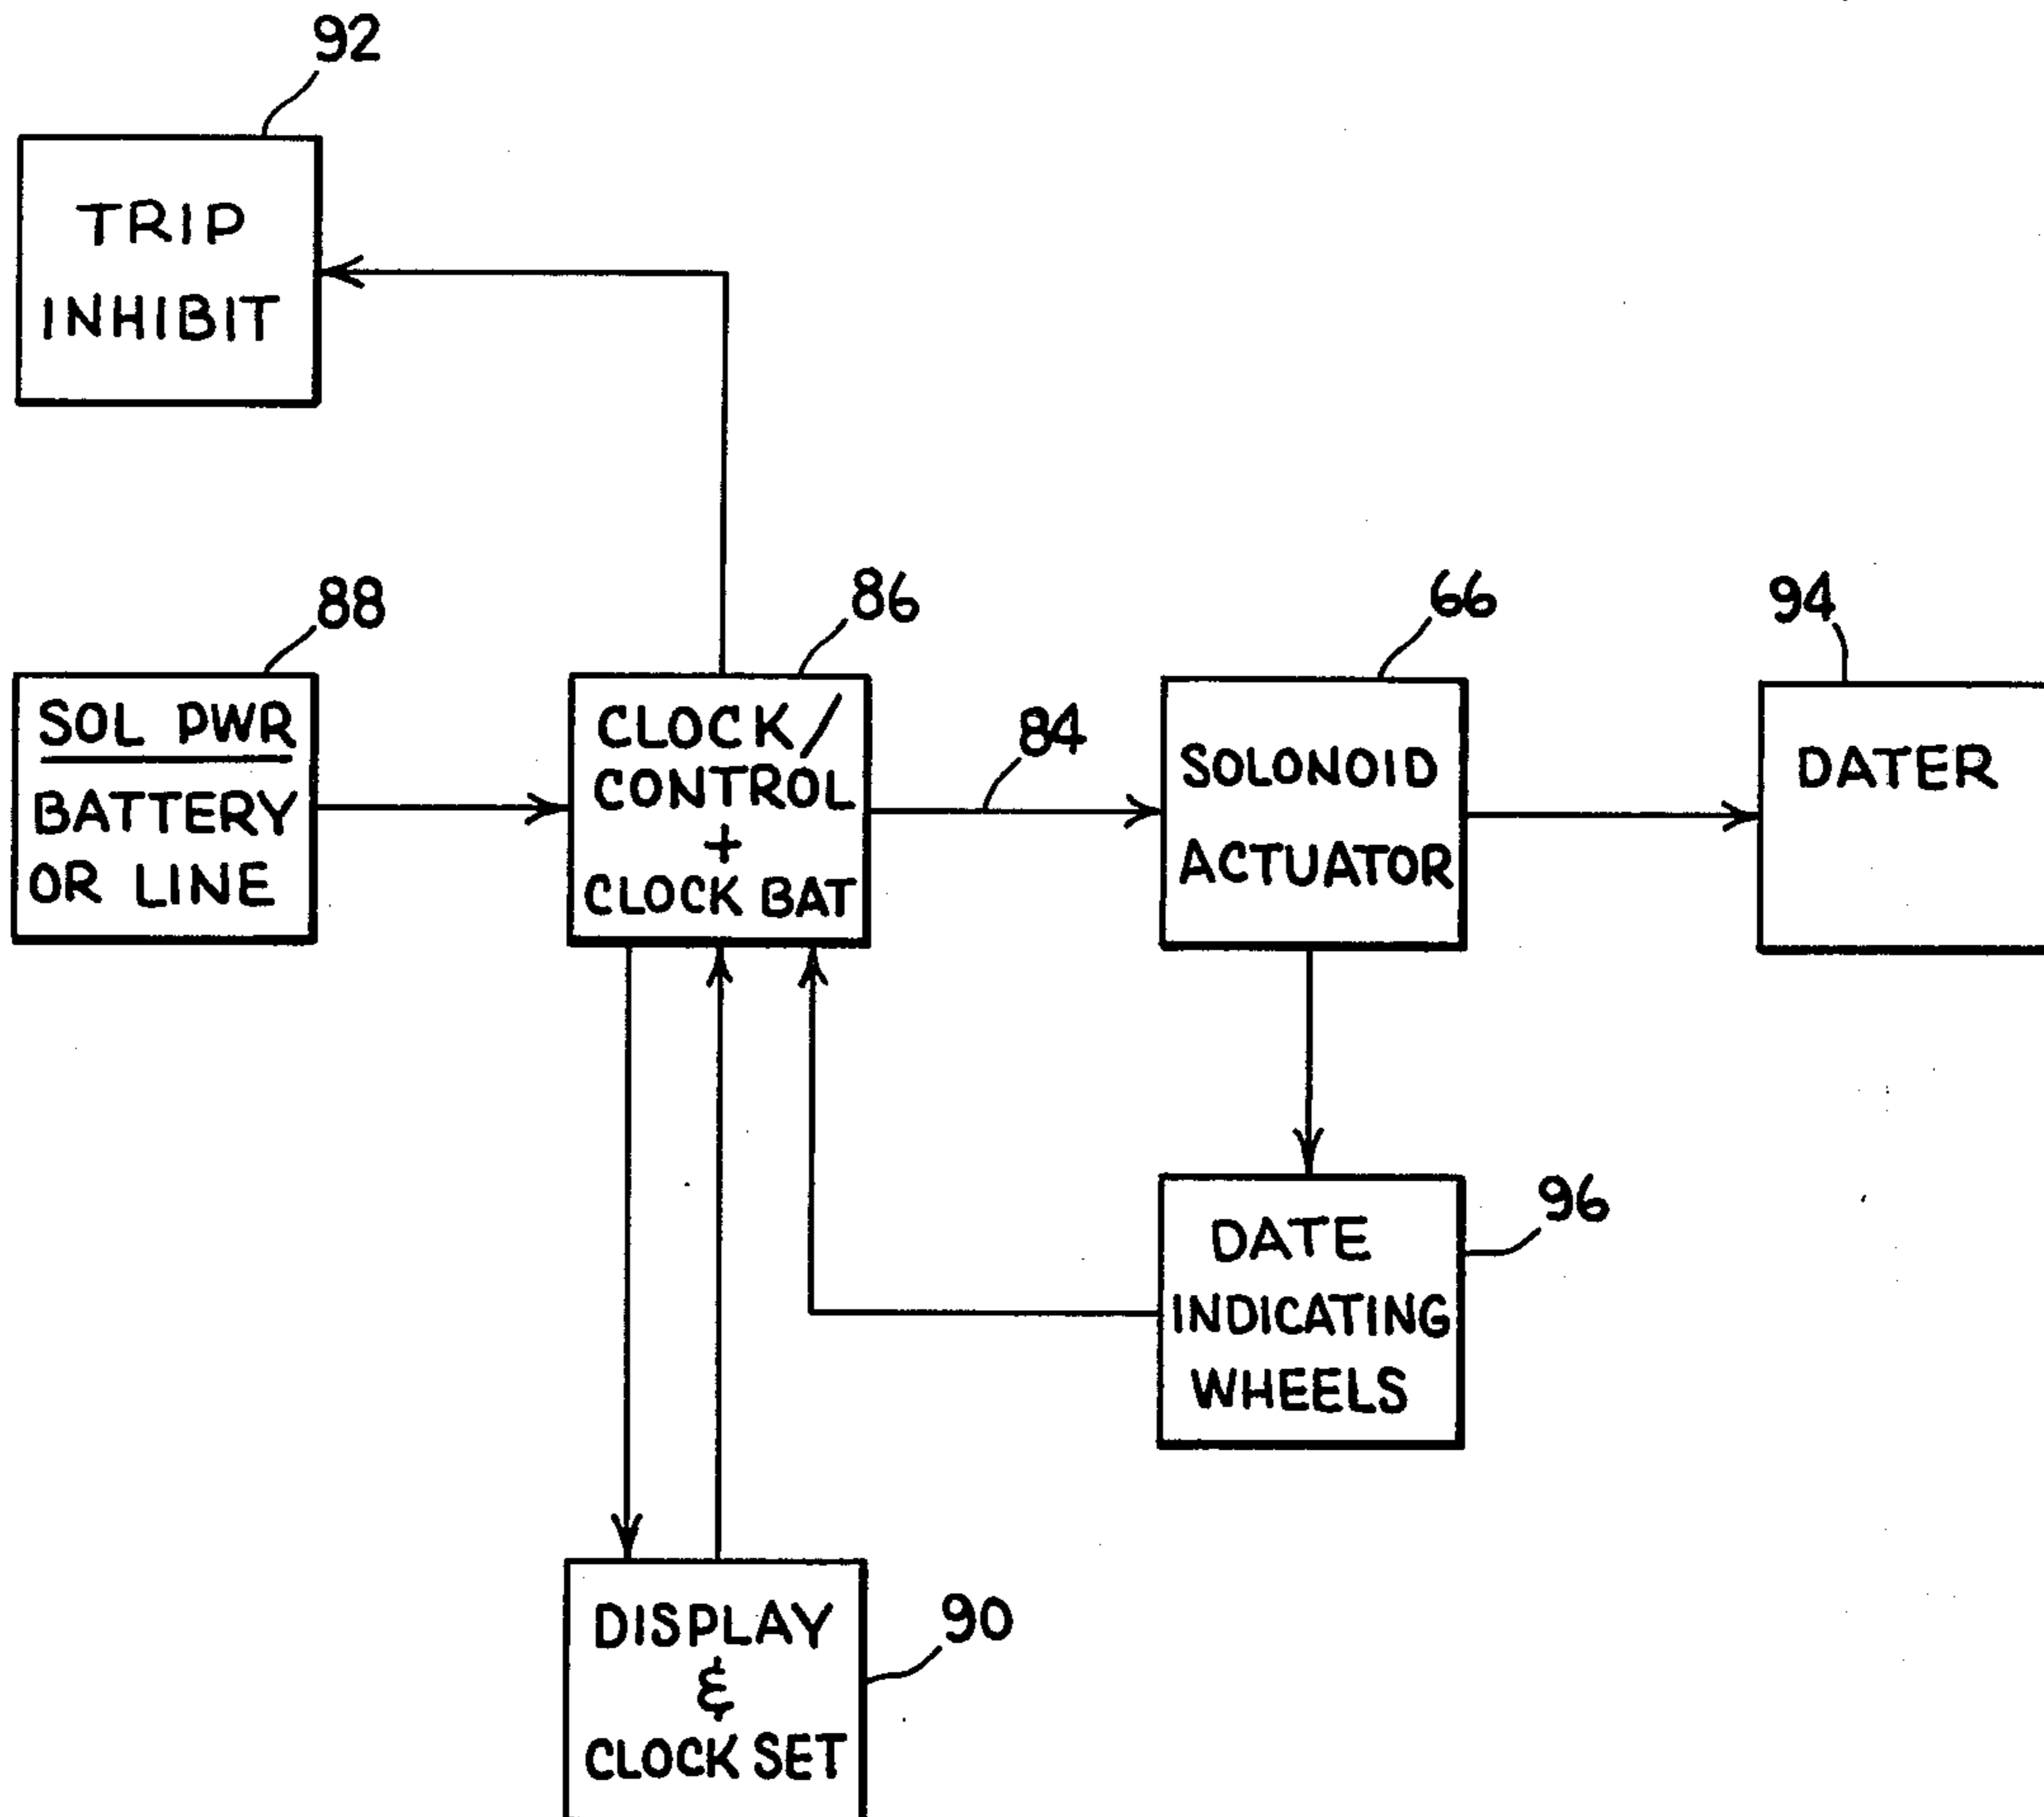 92
TRIP
INHIBIT
88
86
66
94
SOL PWR
BATTERY
OR LINE
CLOCK/
CONTROL
+
CLOCK BAT
84
SOLONOID
ACTUATOR
DATER
96
DATE
INDICATING
WHEELS
90
DISPLAY
&
CLOCK SET